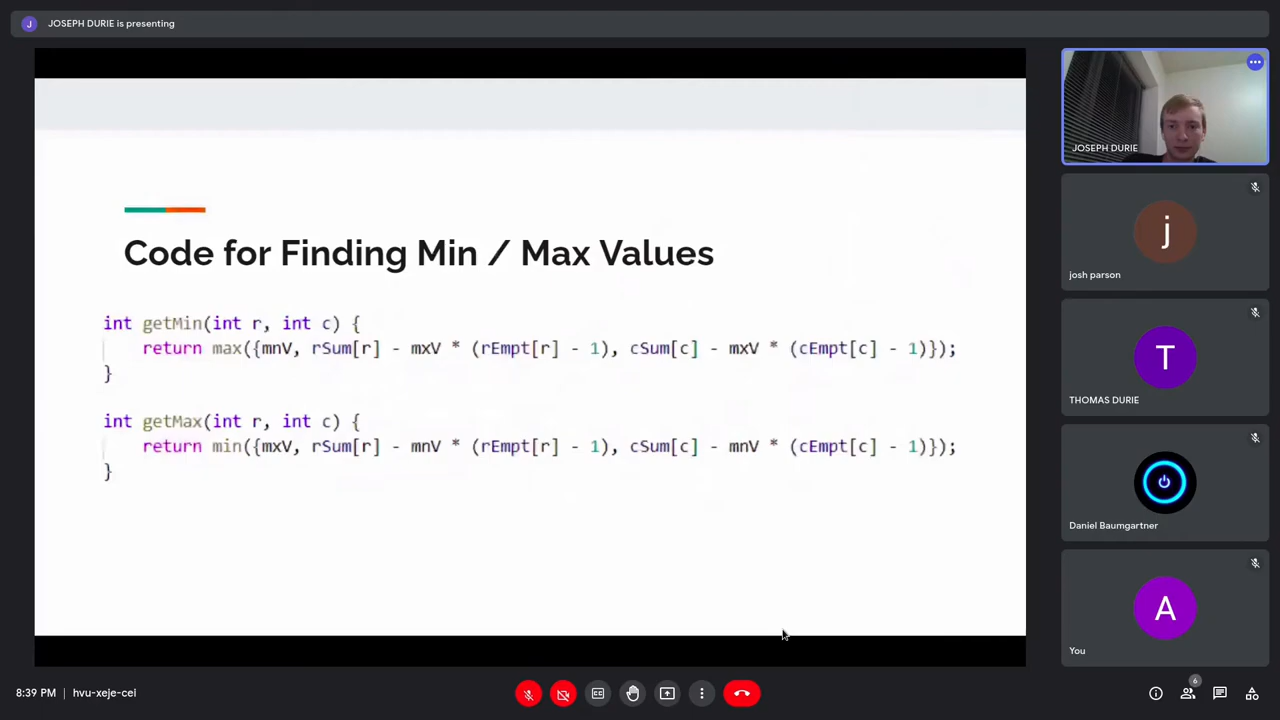 J
JOSEPH DURIE is presenting
Code for Finding Min / Max Values
int getMin(int r, int c) {
return max({mnV, rSum[r] - mxV * (rEmpt[r] - 1), cSum[c] - mxV * (cEmpt[c] - 1)});
}
int getMax(int r, int c) {
return min({mxV, rSum[r] - mnV * (rEmpt[r] - 1), cSum[c] - mnV * (cEmpt[c] - 1)});
}
JOSEPH DURIE
j
josh parson
T
THOMAS DURIE
Daniel Baumgartner
A
You
8:39 PM | hvu-xeje-cei
CC
6